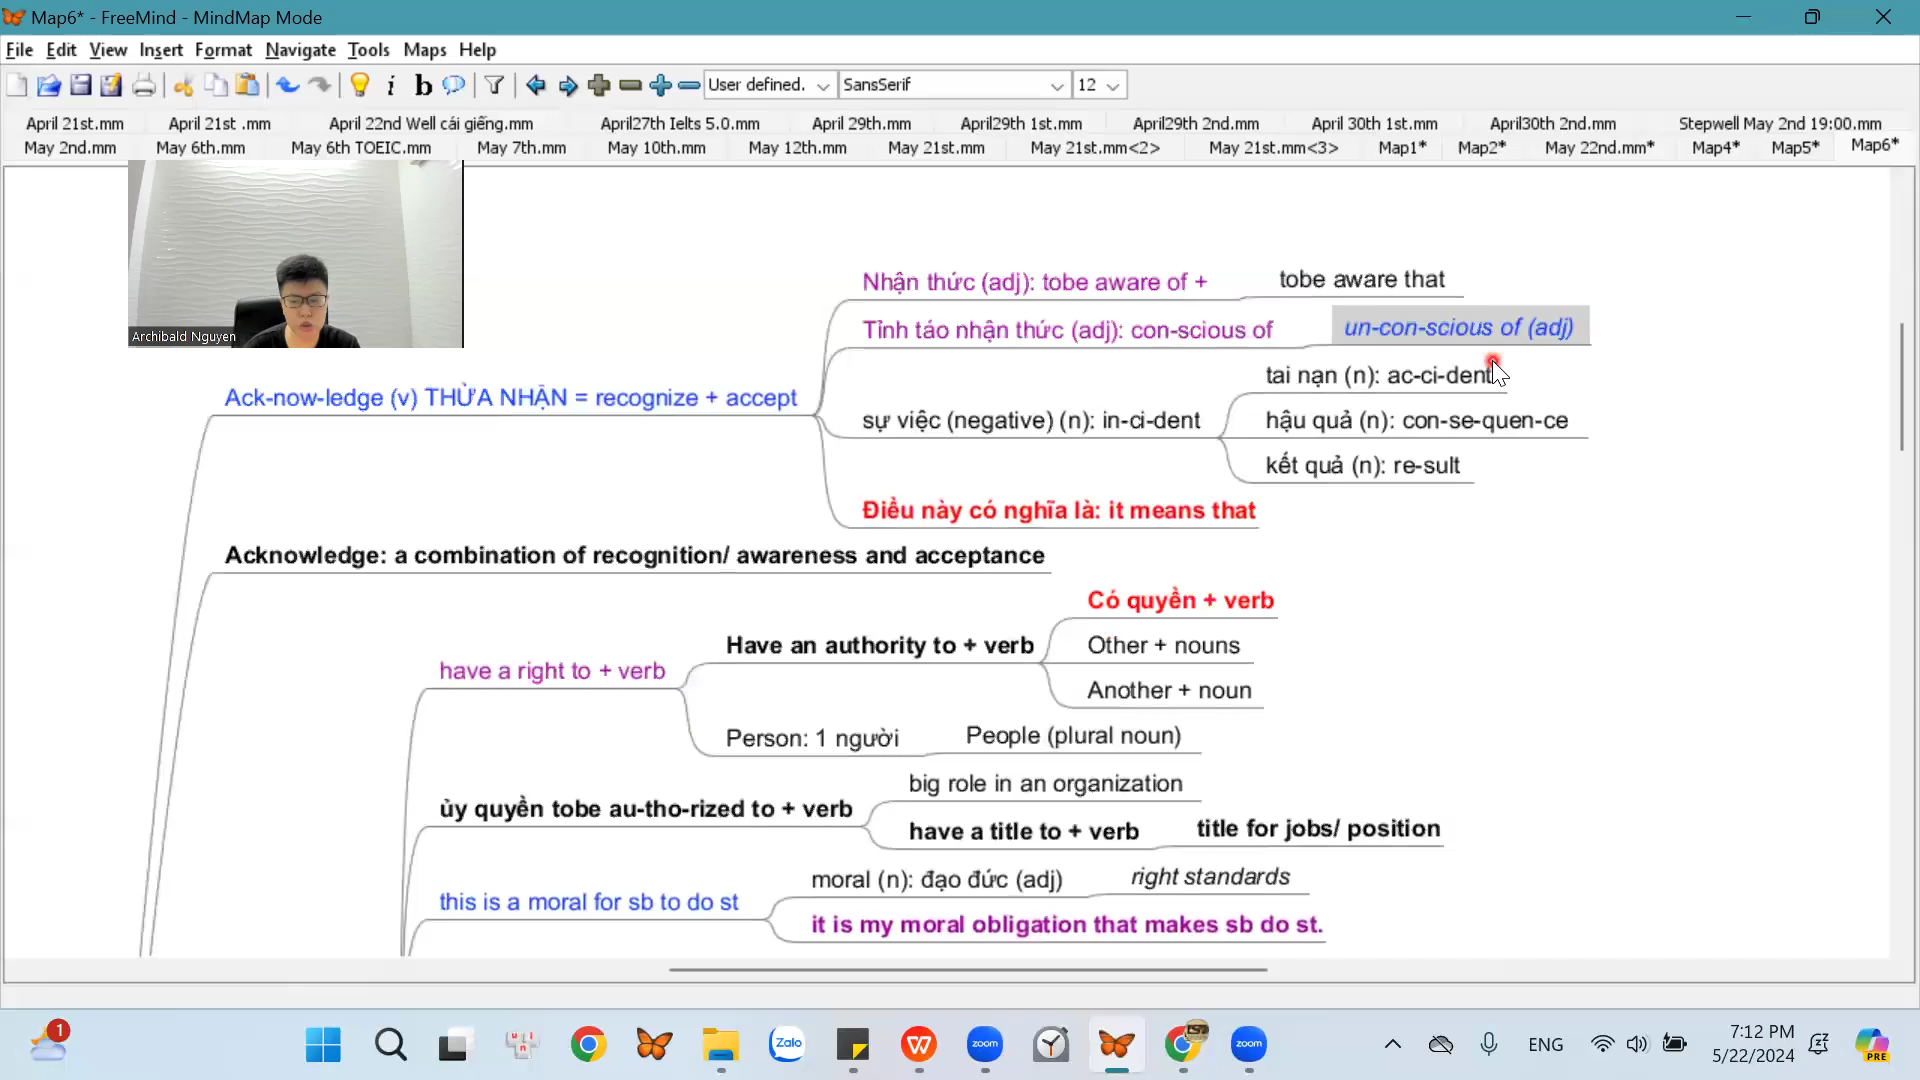 Map6* - FreeMind - MindMap Mode
File Edit View Insert Format Navigate Tools Maps Help
i b User defined. SansSerif 12
April 21st.mm April 21st .mm April 22nd Well cái giếng.mm April27th Ielts 5.0.mm April 29th.mm April29th 1st.mm April29th 2nd.mm April 30th 1st.mm April30th 2nd.mm Stepwell May 2nd 19:00.mm
May 2nd.mm May 6th.mm May 6th TOEIC.mm May 7th.mm May 10th.mm May 12th.mm May 21st.mm May 21st.mm<2> May 21st.mm<3> Map1* Map2* May 22nd.mm* Map4* Map5* Map6*
Archibald Nguyen
Nhận thức (adj): tobe aware of + tobe aware that
Tỉnh táo nhận thức (adj): con-scious of un-con-scious of (adj)
tai nạn (n): ac-ci-dent
Ack-now-ledge (v) THỪA NHẬN = recognize + accept
sự việc (negative) (n): in-ci-dent hậu quả (n): con-se-quen-ce
kết quả (n): re-sult
Điều này có nghĩa là: it means that
Acknowledge: a combination of recognition/ awareness and acceptance
Có quyền + verb
Have an authority to + verb Other + nouns
have a right to + verb
Another + noun
Person: 1 người People (plural noun)
big role in an organization
ủy quyền tobe au-tho-rized to + verb
have a title to + verb title for jobs/ position
moral (n): đạo đức (adj) right standards
this is a moral for sb to do st
it is my moral obligation that makes sb do st.
1
Zalo
zoom
zoom
ENG
7:12 PM
5/22/2024
PRE